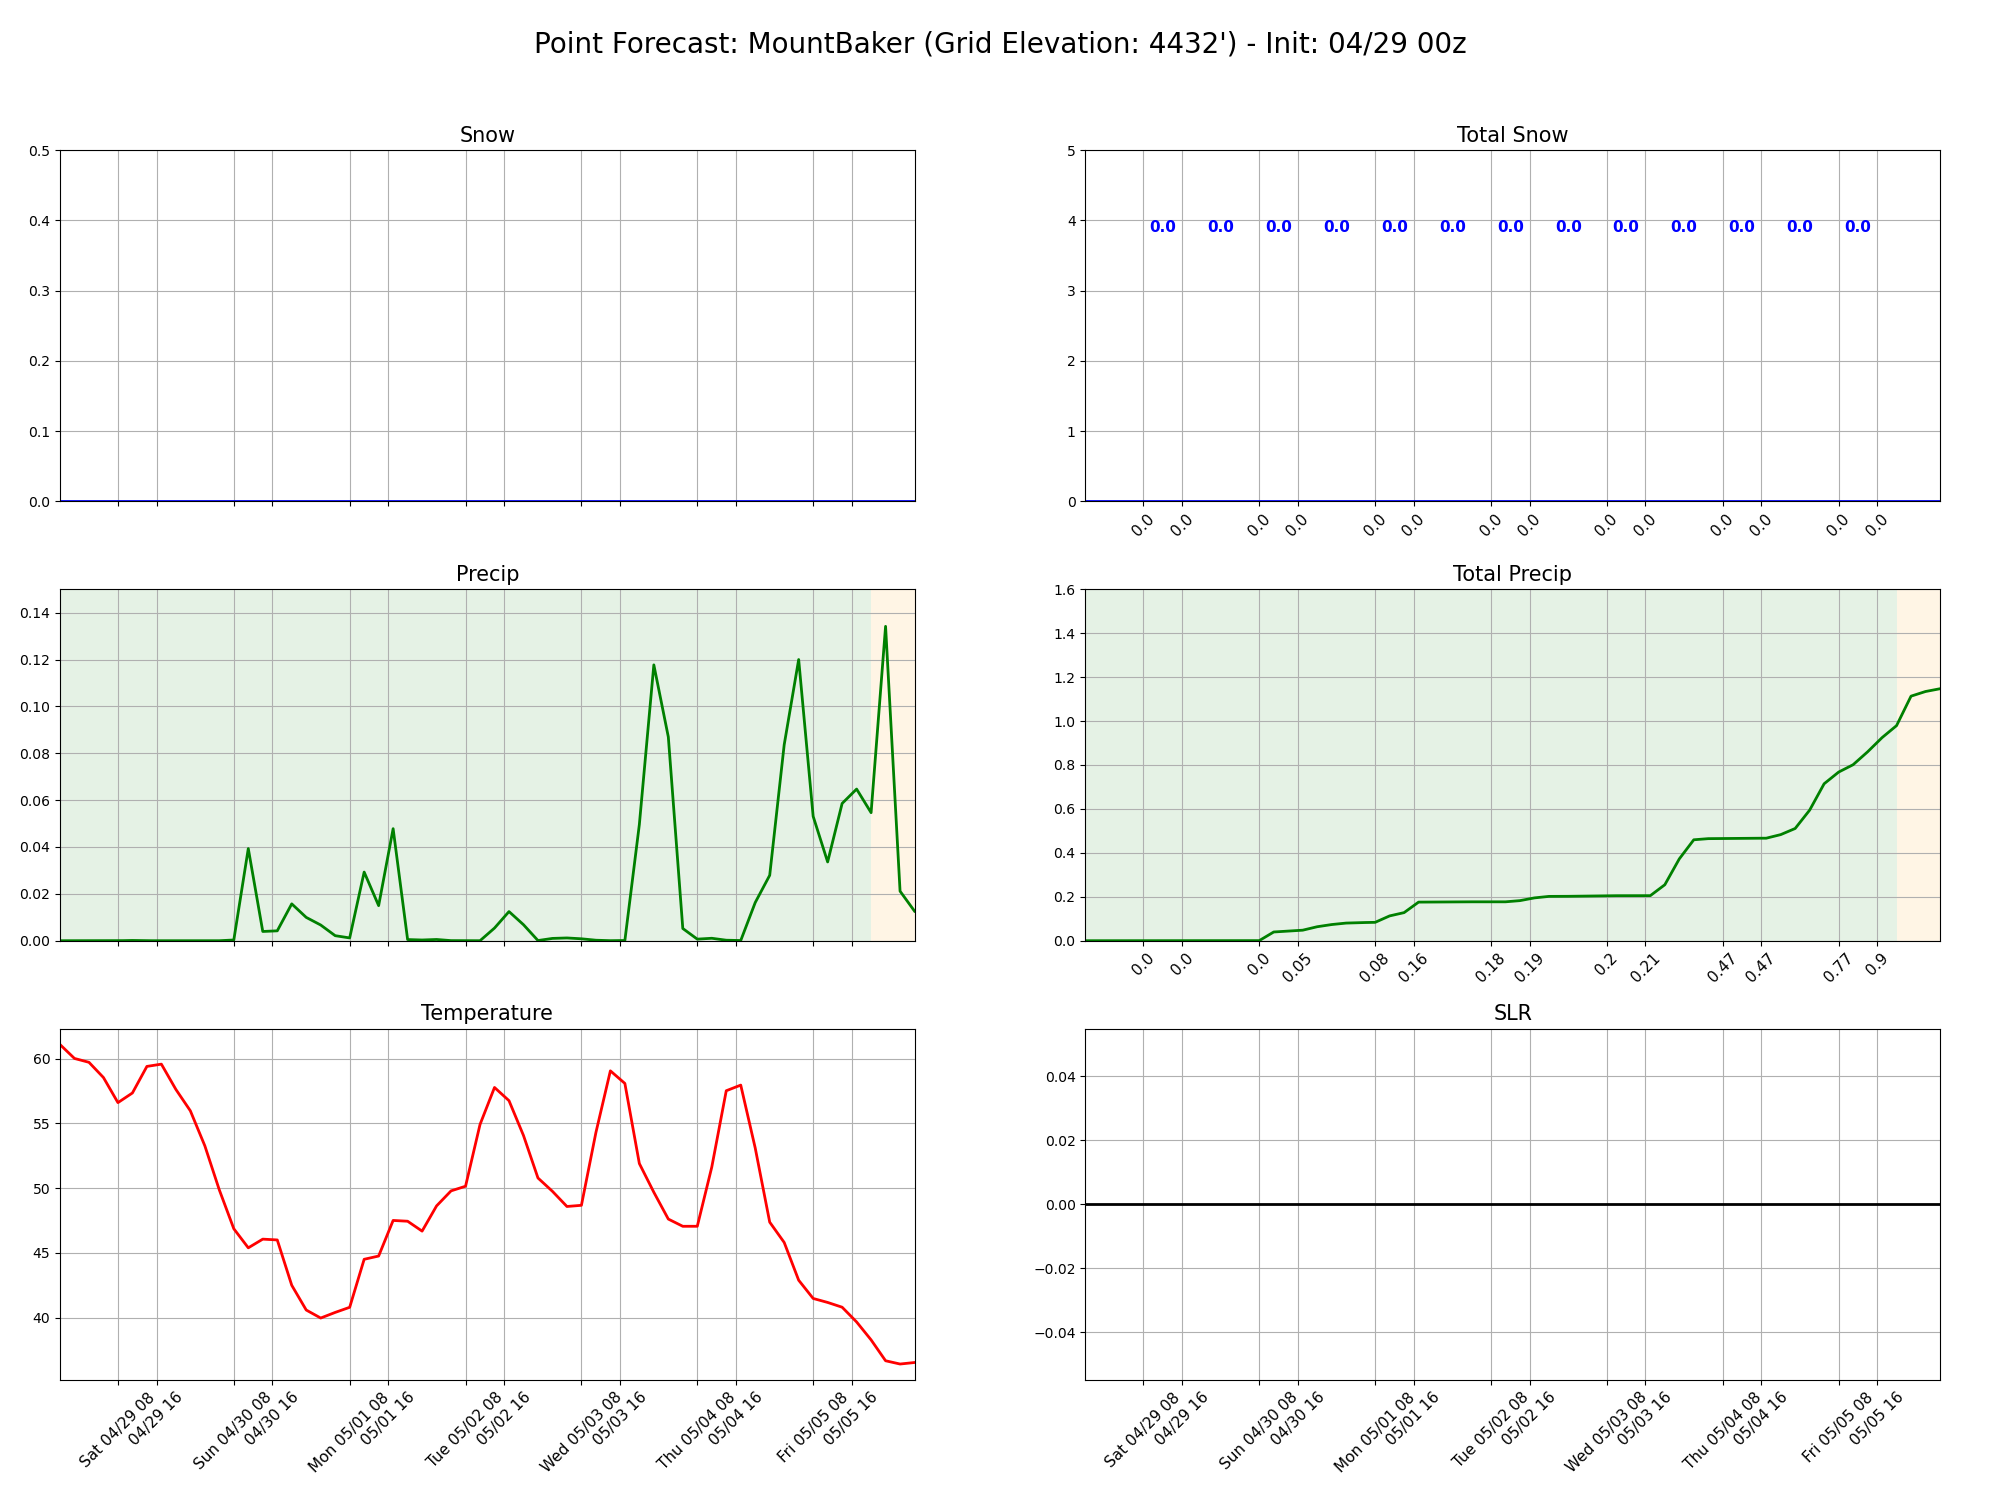 Point Forecast: MountBaker (Grid Elevation: 4432') - Init: 04/29 00z
Snow
0.5
0.4
0.3
0.2
0.1
0.0
Total Snow
5
4
3
2
1
0
0.0 0.0 0.0 0.0 0.0 0.0 0.0 0.0 0.0 0.0 0.0 0.0 0.0
0.0 0.0 0.0 0.0 0.0 0.0 0.0 0.0 0.0 0.0 0.0 0.0 0.0 0.0
Precip
0.14
0.12
0.10
0.08
0.06
0.04
0.02
0.00
Total Precip
1.6
1.4
1.2
1.0
0.8
0.6
0.4
0.2
0.0
0.0 0.0 0.0 0.05 0.08 0.16 0.18 0.19 0.2 0.21 0.47 0.47 0.77 0.9
Temperature
60
55
50
45
40
Sat 04/29 08
04/29 16
Sun 04/30 08
04/30 16
Mon 05/01 08
05/01 16
Tue 05/02 08
05/02 16
Wed 05/03 08
05/03 16
Thu 05/04 08
05/04 16
Fri 05/05 08
05/05 16
SLR
0.04
0.02
0.00
−0.02
−0.04
Sat 04/29 08
04/29 16
Sun 04/30 08
04/30 16
Mon 05/01 08
05/01 16
Tue 05/02 08
05/02 16
Wed 05/03 08
05/03 16
Thu 05/04 08
05/04 16
Fri 05/05 08
05/05 16